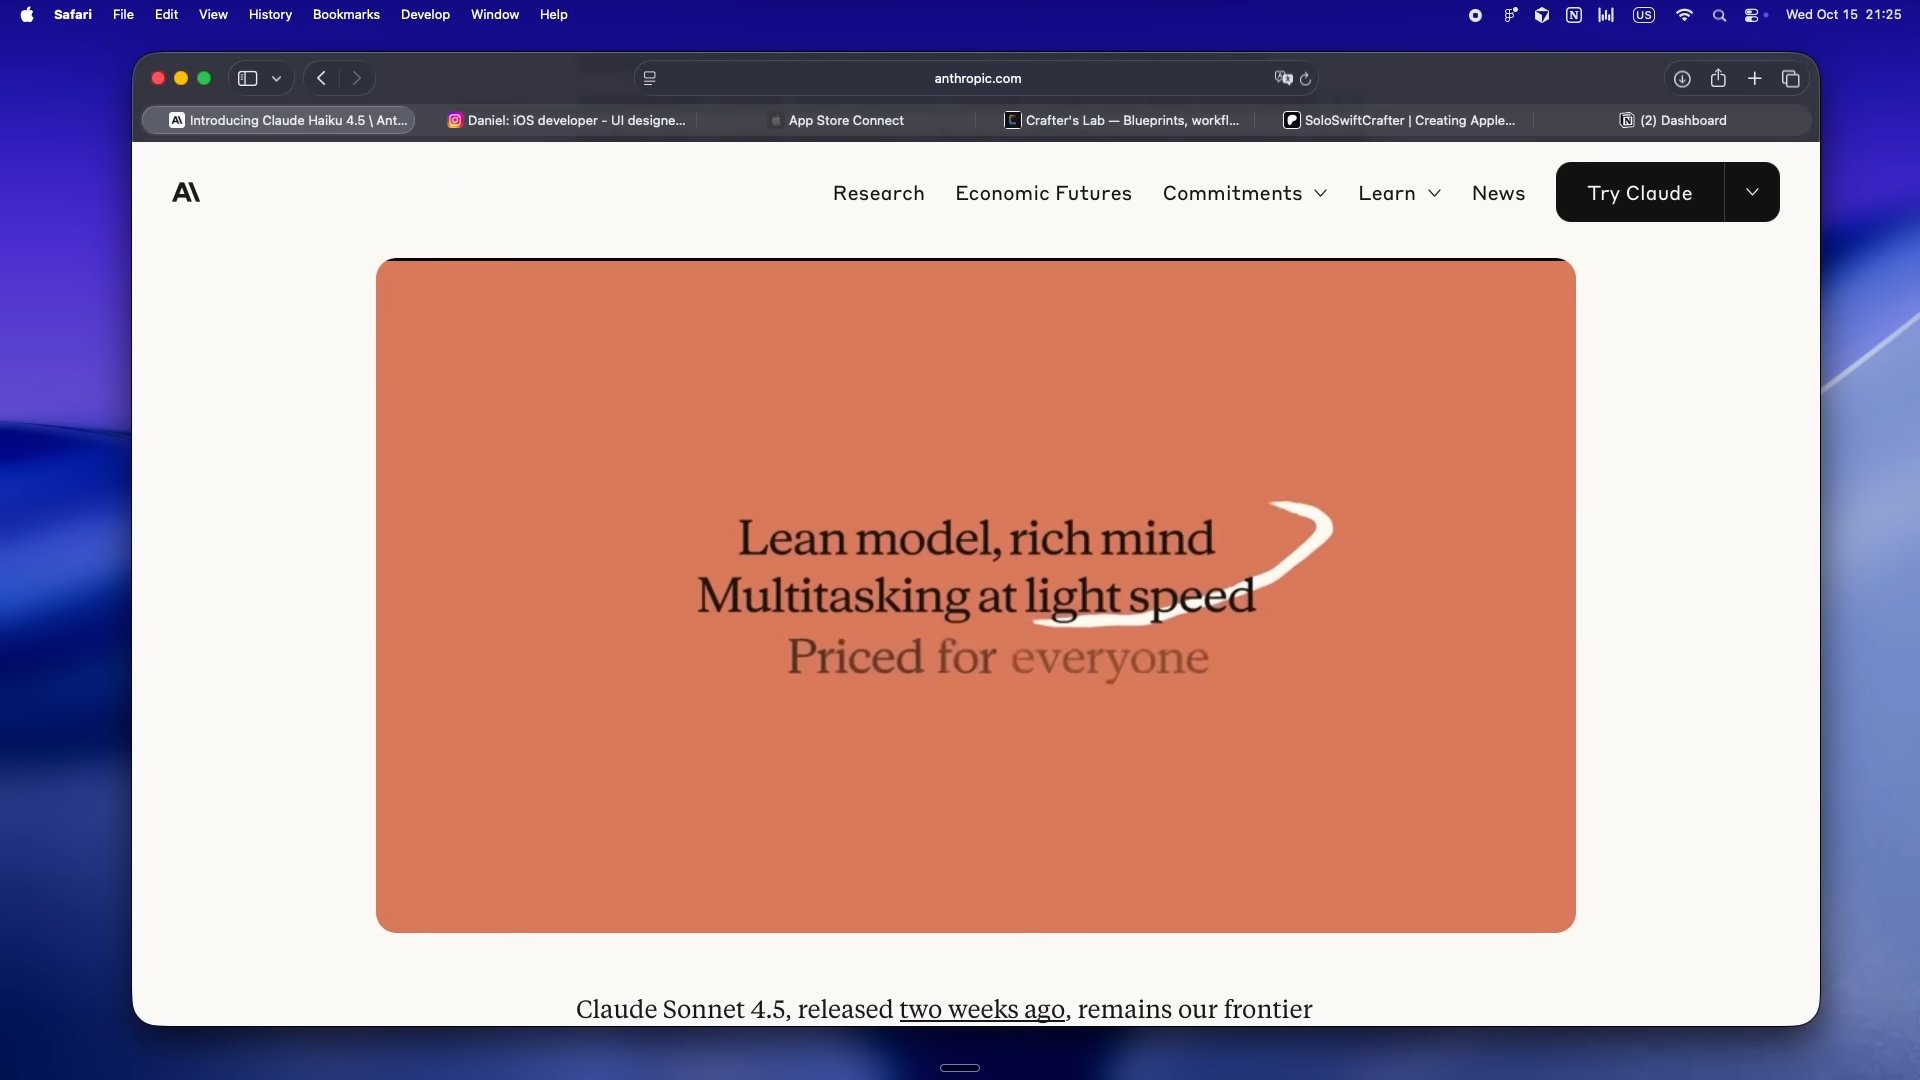 Safari File Edit View History Bookmarks Develop Window Help US Wed Oct 15 21:25
anthropic.com
Introducing Claude Haiku 4.5 \ Ant...
Daniel: iOS developer - UI designe...
App Store Connect
Crafter's Lab — Blueprints, workfl...
SoloSwiftCrafter | Creating Apple...
(2) Dashboard
Research Economic Futures Commitments Learn News Try Claude
Lean model, rich mind
Multitasking at light speed
Priced for everyone
Claude Sonnet 4.5, released two weeks ago, remains our frontier